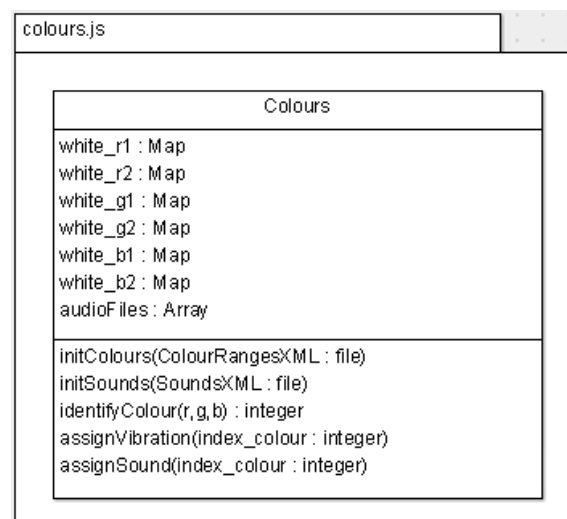 colours.js
Colours
white_r1 : Map
white_r2 : Map
white_g1 : Map
white_g2 : Map
white_b1 : Map
white_b2 : Map
audioFiles : Array
initColours(ColourRangesXML : file)
initSounds(SoundsXML : file)
identifyColour(r,g,b) : integer
assignVibration(index_colour : integer)
assignSound(index_colour : integer)